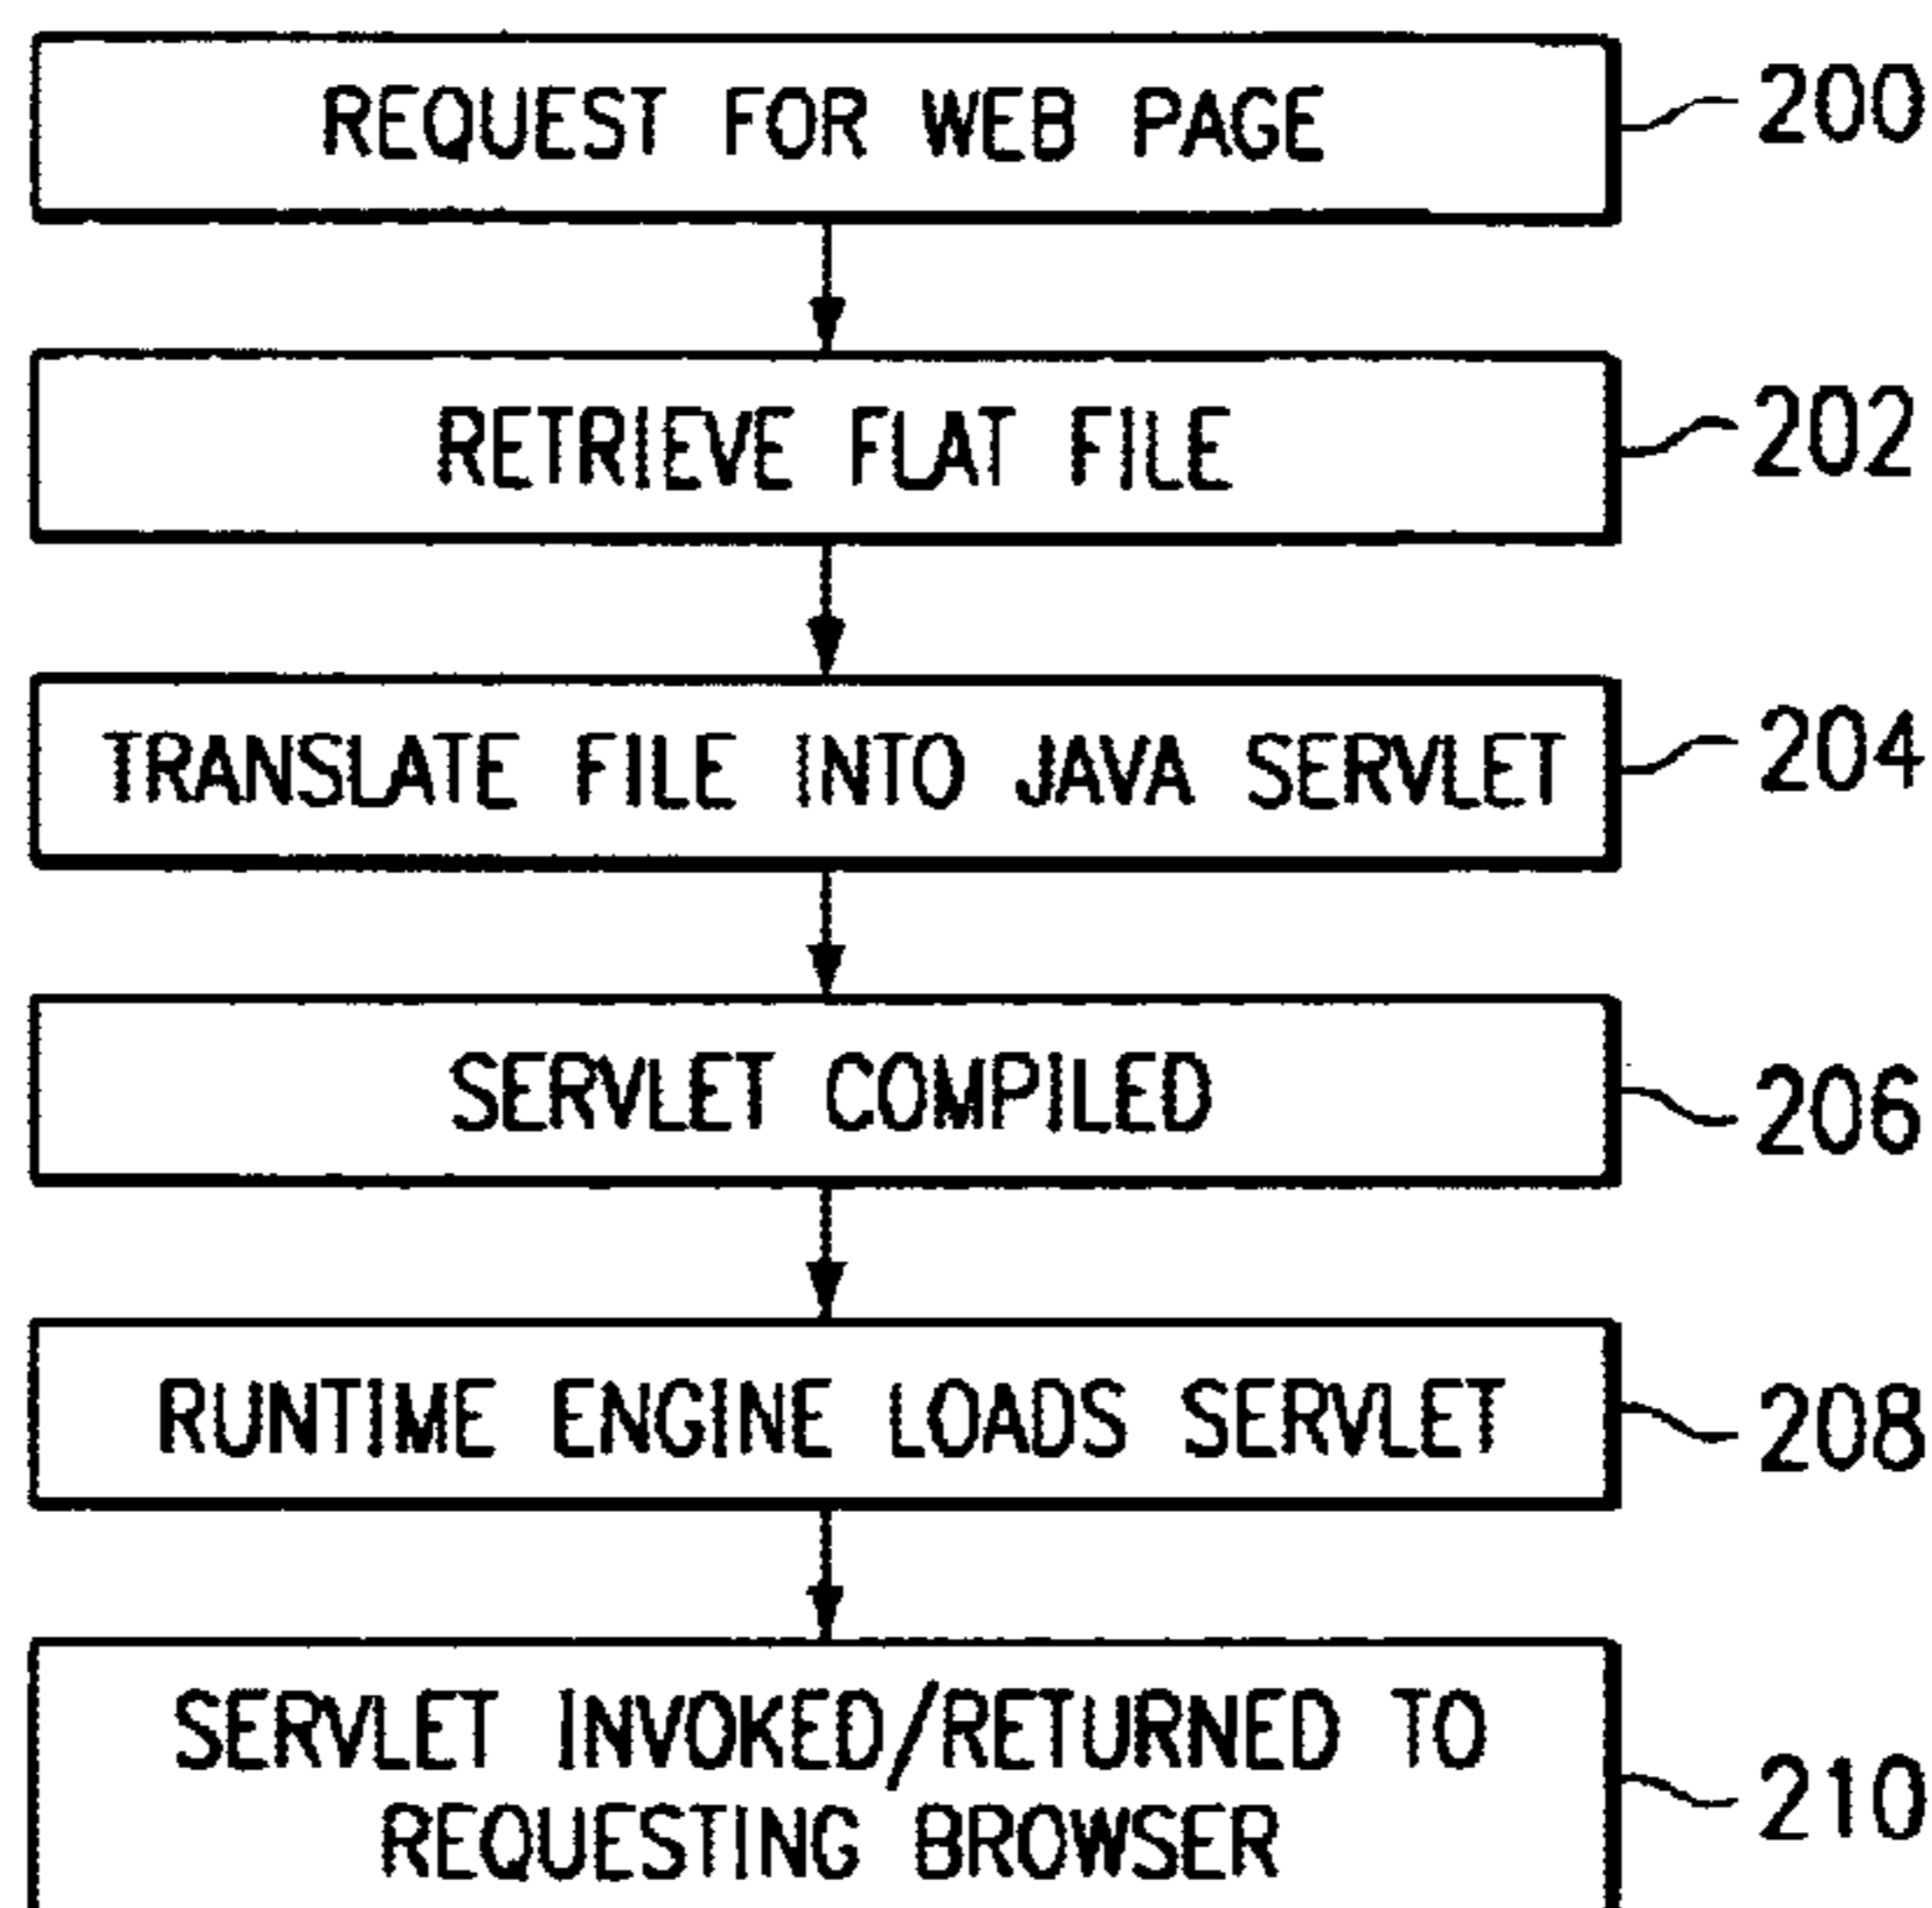 REQUEST FOR WEB PAGE
200
RETRIEVE FLAT FILE
202
TRANSLATE FILE INTO JAVA SERVLET
204
SERVLET COMPILED
206
RUNTIME ENGINE LOADS SERVLET
208
SERVLET INVOKED/RETURNED TO
REQUESTING BROWSER
210